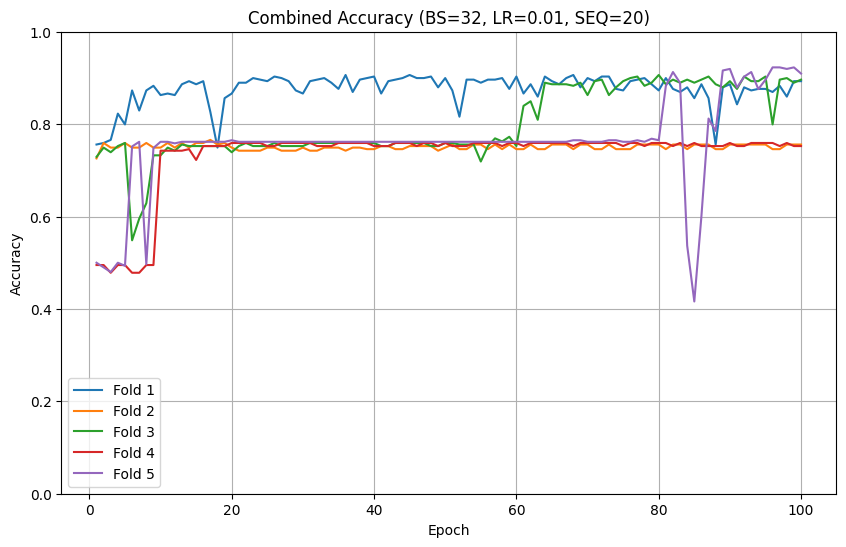 Combined Accuracy (BS=32, LR=0.01, SEQ=20)
1.0
0.8
0.6
0.4
0.2
0.0
Accuracy
Fold 1
Fold 2
Fold 3
Fold 4
Fold 5
0 20 40 60 80 100
Epoch